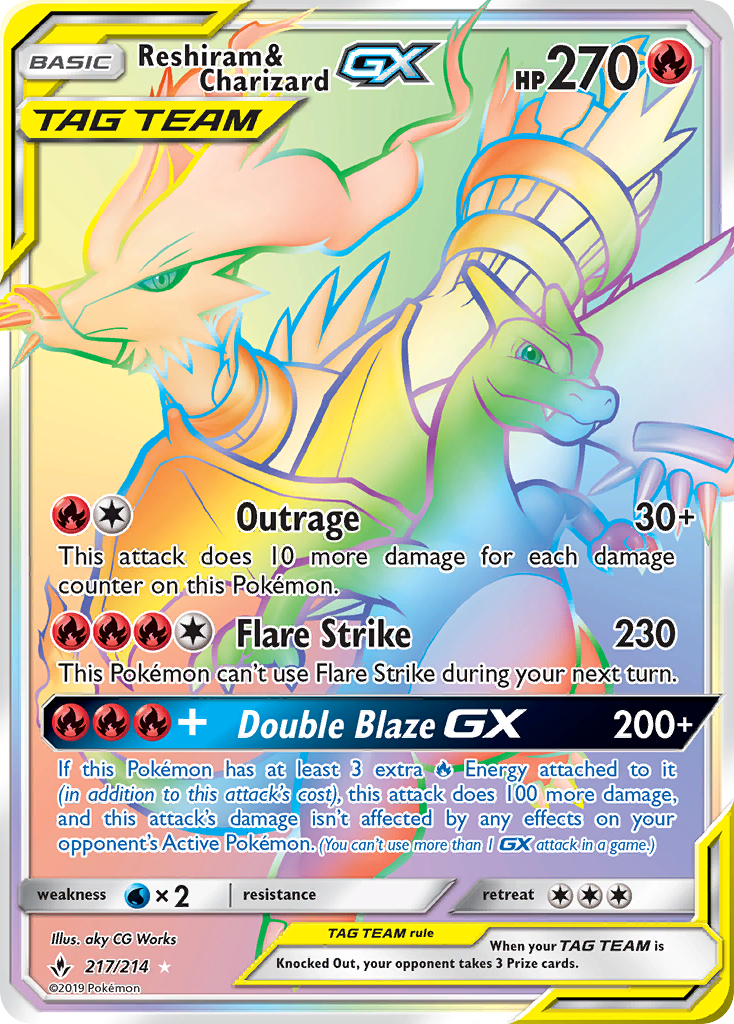 BASIC Reshiram& Charizard GX HP270
TAG TEAM
Outrage 30+
This attack does 10 more damage for each damage
counter on this Pokémon.
Flare Strike 230
This Pokémon can't use Flare Strike during your next turn.
+ Double Blaze GX 200+
If this Pokémon has at least 3 extra Energy attached to it
(in addition to this attack's cost), this attack does 100 more damage,
and this attack's damage isn't affected by any effects on your
opponent's Active Pokémon. (You can't use more than 1 GX attack in a game.)
weakness ×2 resistance retreat
Illus. aky CG Works
217/214
©2019 Pokémon
TAG TEAM rule
When your TAG TEAM is
Knocked Out, your opponent takes 3 Prize cards.